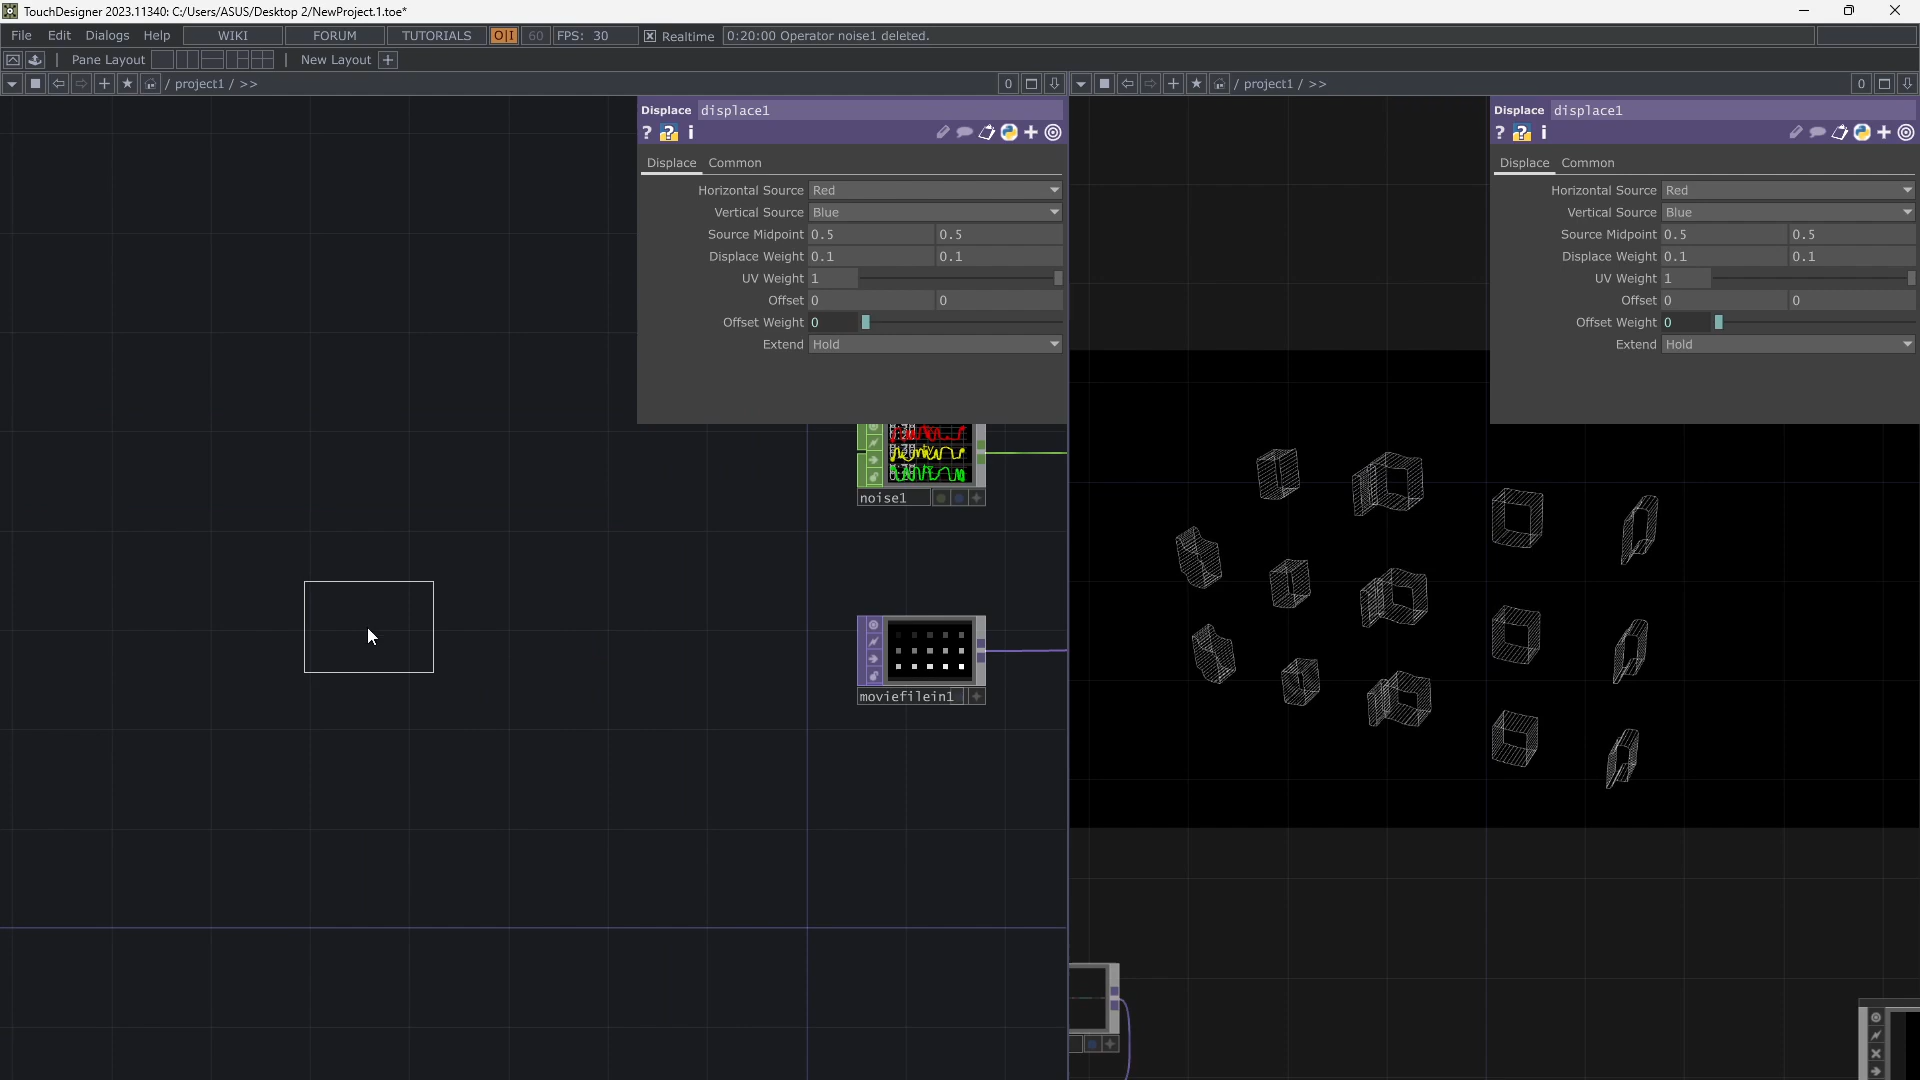 TouchDesigner 2023.11340: C:/Users/ASUS/Desktop 2/NewProject.1.toe*
File Edit Dialogs Help WIKI FORUM TUTORIALS O|I 60 FPS: 30 Realtime 0:20:00 Operator noise1 deleted.
Pane Layout New Layout +
/ project1 / >> 0
/ project1 / >> 0
Displace displace1
? ? i
Displace Common
Horizontal Source Red
Vertical Source Blue
Source Midpoint 0.5 0.5
Displace Weight 0.1 0.1
UV Weight 1
Offset 0 0
Offset Weight 0
Extend Hold
noise1
moviefilein1
Displace displace1
? ? i
Displace Common
Horizontal Source Red
Vertical Source Blue
Source Midpoint 0.5 0.5
Displace Weight 0.1 0.1
UV Weight 1
Offset 0 0
Offset Weight 0
Extend Hold